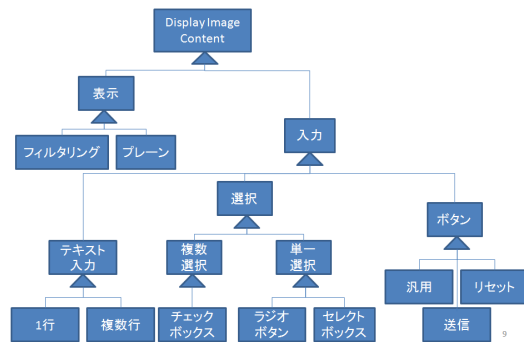 Display Image
Content
表示
入力
フィルタリング
プレーン
選択
ボタン
テキスト
入力
複数
選択
単一
選択
汎用
リセット
1行
複数行
チェック
ボックス
ラジオ
ボタン
セレクト
ボックス
送信
9